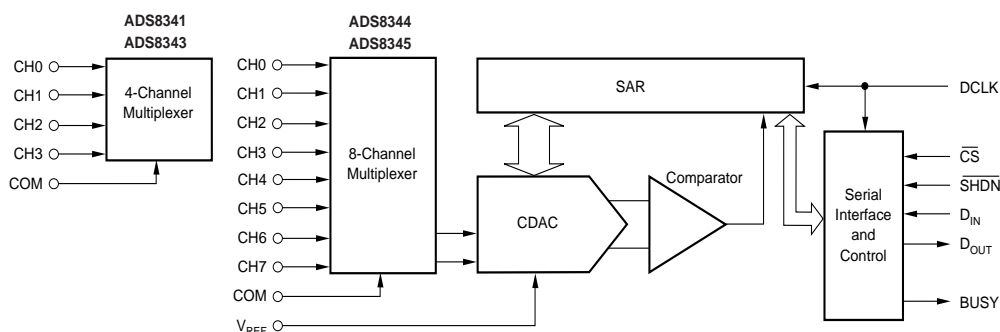 ADS8341
ADS8343
CH0
CH1
CH2
CH3
COM
4-Channel
Multiplexer
ADS8344
ADS8345
CH0
CH1
CH2
CH3
CH4
CH5
CH6
CH7
COM
VREF
8-Channel
Multiplexer
SAR
CDAC
Comparator
Serial
Interface
and
Control
DCLK
CS
SHDN
DIN
DOUT
BUSY